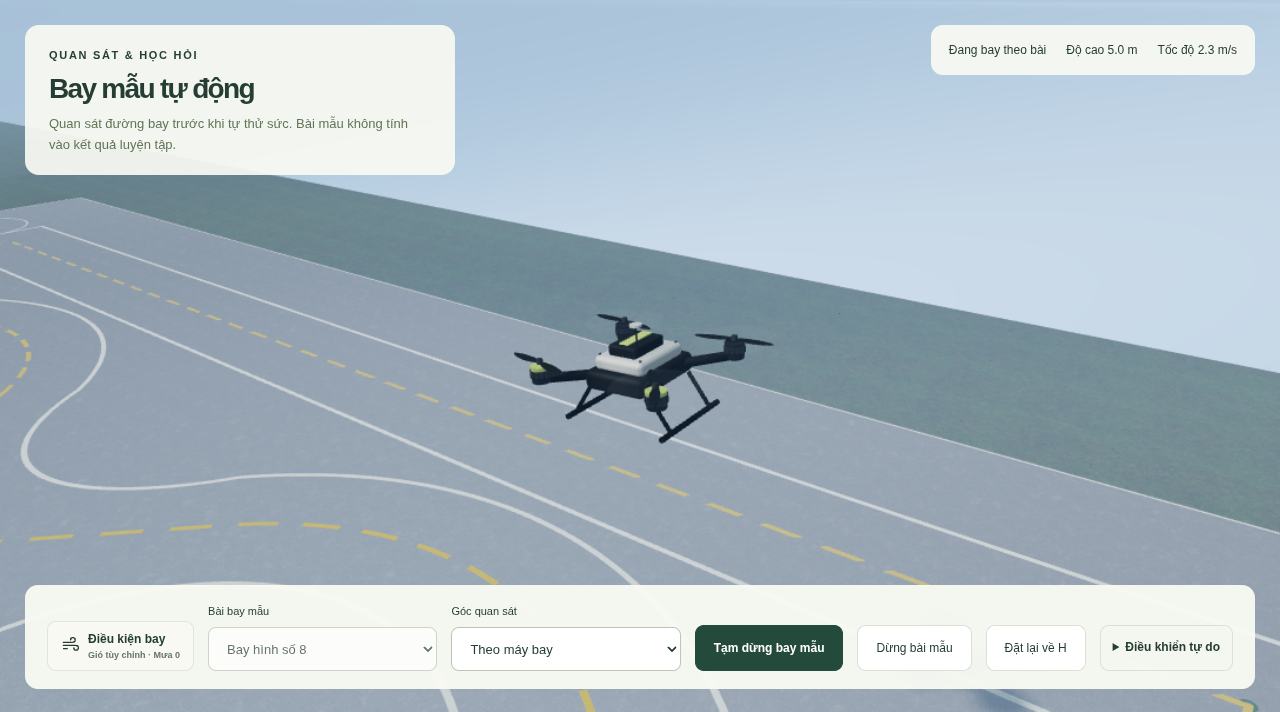 QUAN SÁT & HỌC HỎI
Bay mẫu tự động
Quan sát đường bay trước khi tự thử sức. Bài mẫu không tính
vào kết quả luyện tập.
Đang bay theo bài Độ cao 5.0 m Tốc độ 2.3 m/s
Điều kiện bay
Gió tùy chỉnh · Mưa 0
Bài bay mẫu
Bay hình số 8
Góc quan sát
Theo máy bay
Tạm dừng bay mẫu
Dừng bài mẫu
Đặt lại về H
Điều khiển tự do